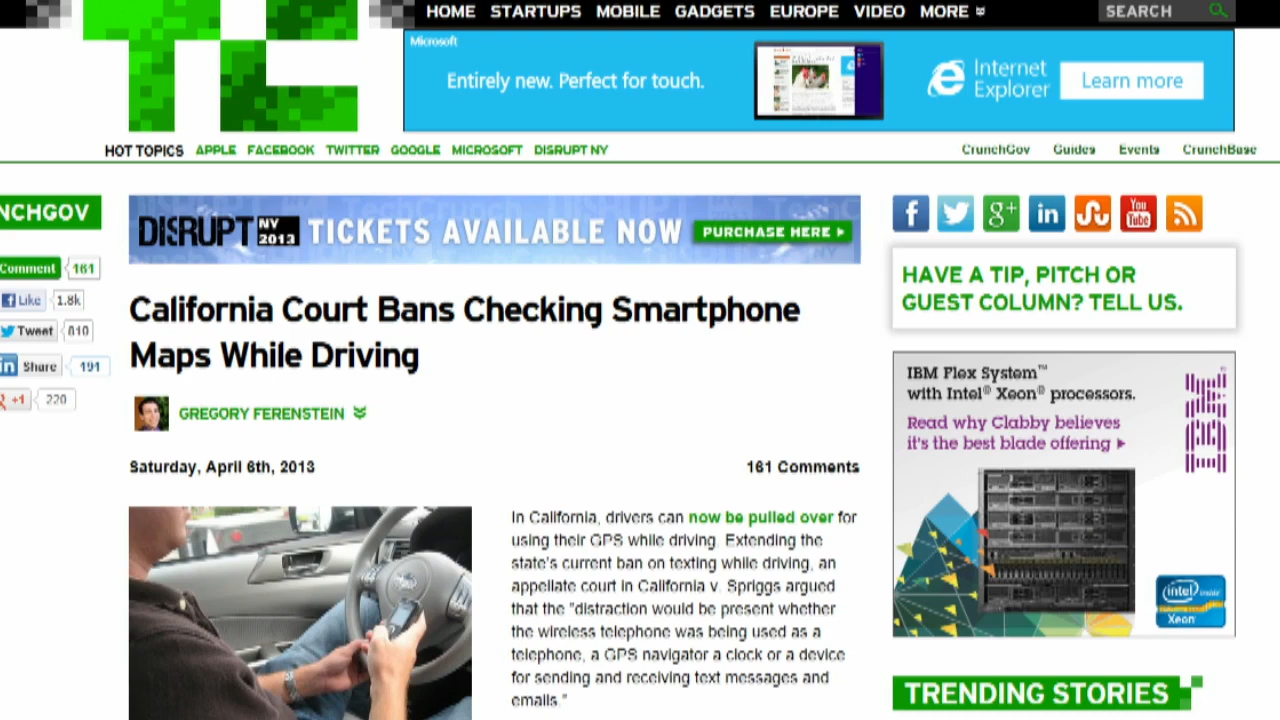 HOME STARTUPS MOBILE GADGETS EUROPE VIDEO MORE
SEARCH
TC
Microsoft
Entirely new. Perfect for touch.
Internet
Explorer
Learn more
HOT TOPICS APPLE FACEBOOK TWITTER GOOGLE MICROSOFT DISRUPT NY
CrunchGov Guides Events CrunchBase
NCHGOV
Comment 161
Like 1.8k
Tweet 810
in Share 191
+1 220
DISRUPT NY 2013 TICKETS AVAILABLE NOW PURCHASE HERE
California Court Bans Checking Smartphone
Maps While Driving
GREGORY FERENSTEIN
Saturday, April 6th, 2013
161 Comments
In California, drivers can now be pulled over for
using their GPS while driving. Extending the
state's current ban on texting while driving, an
appellate court in California v. Spriggs argued
that the "distraction would be present whether
the wireless telephone was being used as a
telephone, a GPS navigator a clock or a device
for sending and receiving text messages and
emails."
f g+ in You Tube
HAVE A TIP, PITCH OR
GUEST COLUMN? TELL US.
IBM Flex System™
with Intel® Xeon® processors.
Read why Clabby believes
it's the best blade offering
IBM
intel inside
Xeon
TRENDING STORIES